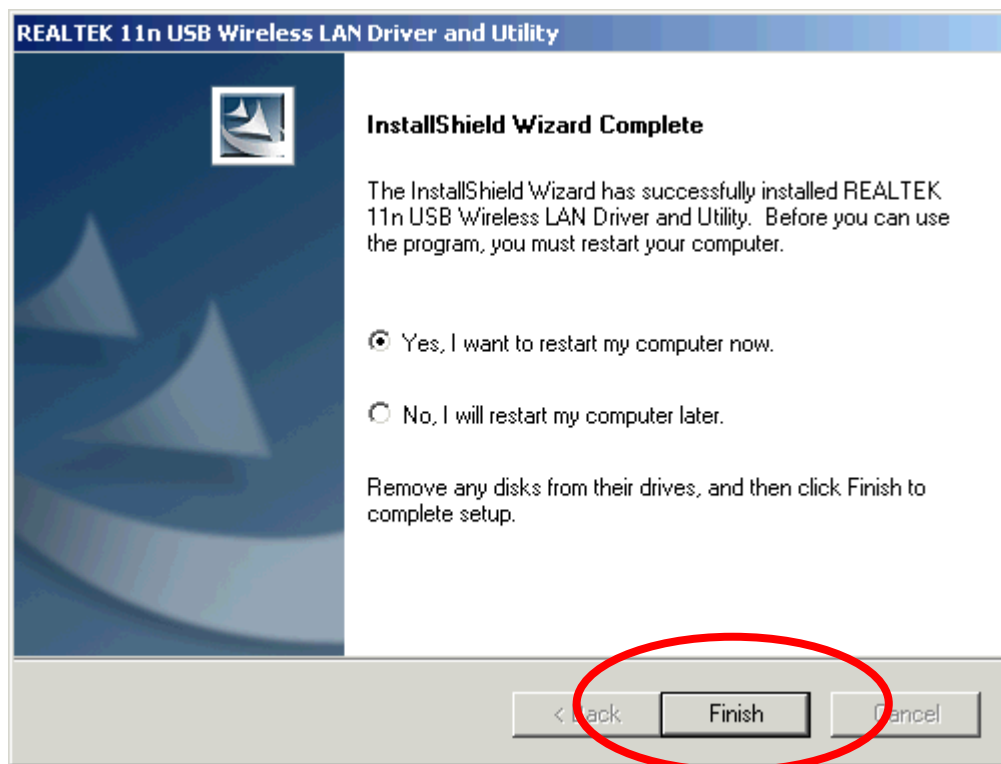 REALTEK 11n USB Wireless LAN Driver and Utility
InstallShield Wizard Complete
The InstallShield Wizard has successfully installed REALTEK
11n USB Wireless LAN Driver and Utility.  Before you can use
the program, you must restart your computer.
Yes, I want to restart my computer now.
No, I will restart my computer later.
Remove any disks from their drives, and then click Finish to
complete setup.
< Back Finish Cancel